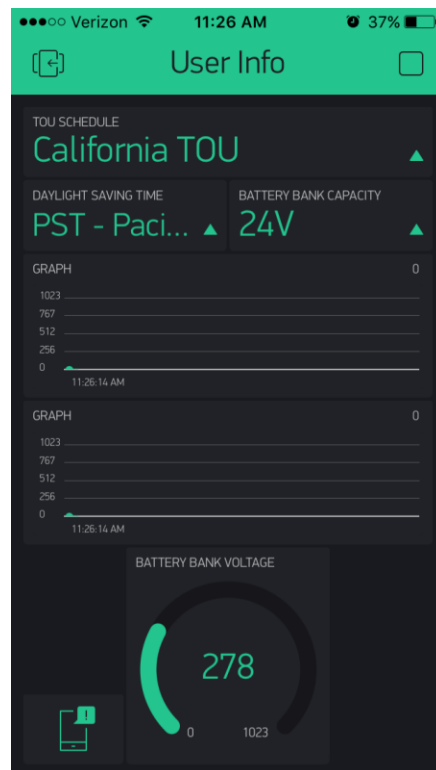 Verizon 11:26 AM 37%
User Info
TOU SCHEDULE
California TOU
DAYLIGHT SAVING TIME
PST - Paci...
BATTERY BANK CAPACITY
24V
GRAPH 0
1023
767
512
256
0
11:26:14 AM
GRAPH 0
1023
767
512
256
0
11:26:14 AM
BATTERY BANK VOLTAGE
278
0 1023
!